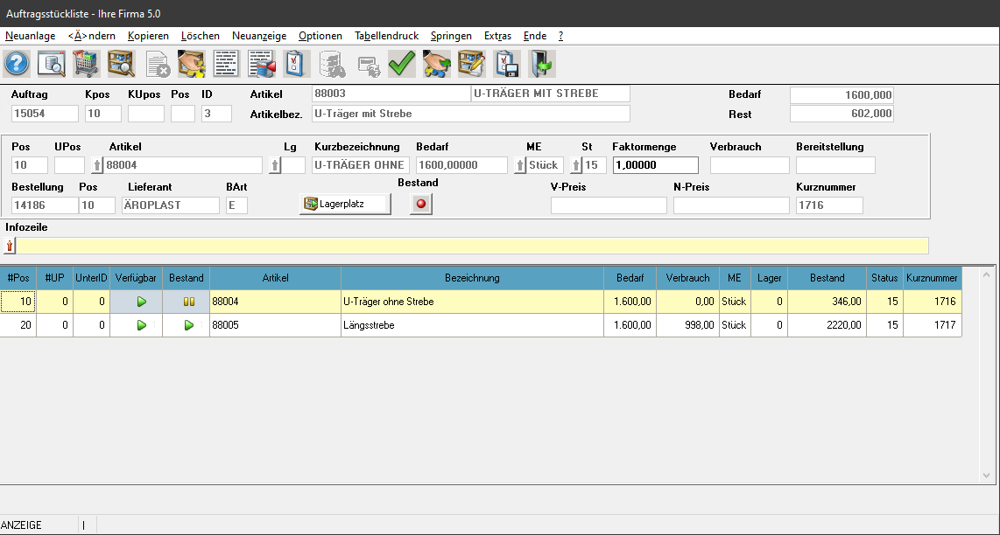 Auftragsstückliste - Ihre Firma 5.0
Neuanlage <Ä>ndern Kopieren Löschen Neuanzeige Optionen Tabellendruck Springen Extras Ende ?
Auftrag Kpos KUpos Pos ID Artikel 88003 U-TRÄGER MIT STREBE Bedarf 1600,000
15054 10 3 Artikelbez. U-Träger mit Strebe Rest 602,000
Pos UPos Artikel Lg Kurzbezeichnung Bedarf ME St Faktormenge Verbrauch Bereitstellung
10 88004 U-TRÄGER OHNE 1600,00000 Stück 15 1,00000
Bestellung Pos Lieferant BArt Bestand V-Preis N-Preis Kurznummer
14186 10 ÄROPLAST E Lagerplatz 1716
Infozeile
#Pos #UP UnterID Verfügbar Bestand Artikel Bezeichnung Bedarf Verbrauch ME Lager Bestand Status Kurznummer
10 0 0 88004 U-Träger ohne Strebe 1.600,00 0,00 Stück 0 346,00 15 1716
20 0 0 1 1 88005 Längsstrebe 1.600,00 998,00 Stück 0 2220,00 15 1717
ANZEIGE |